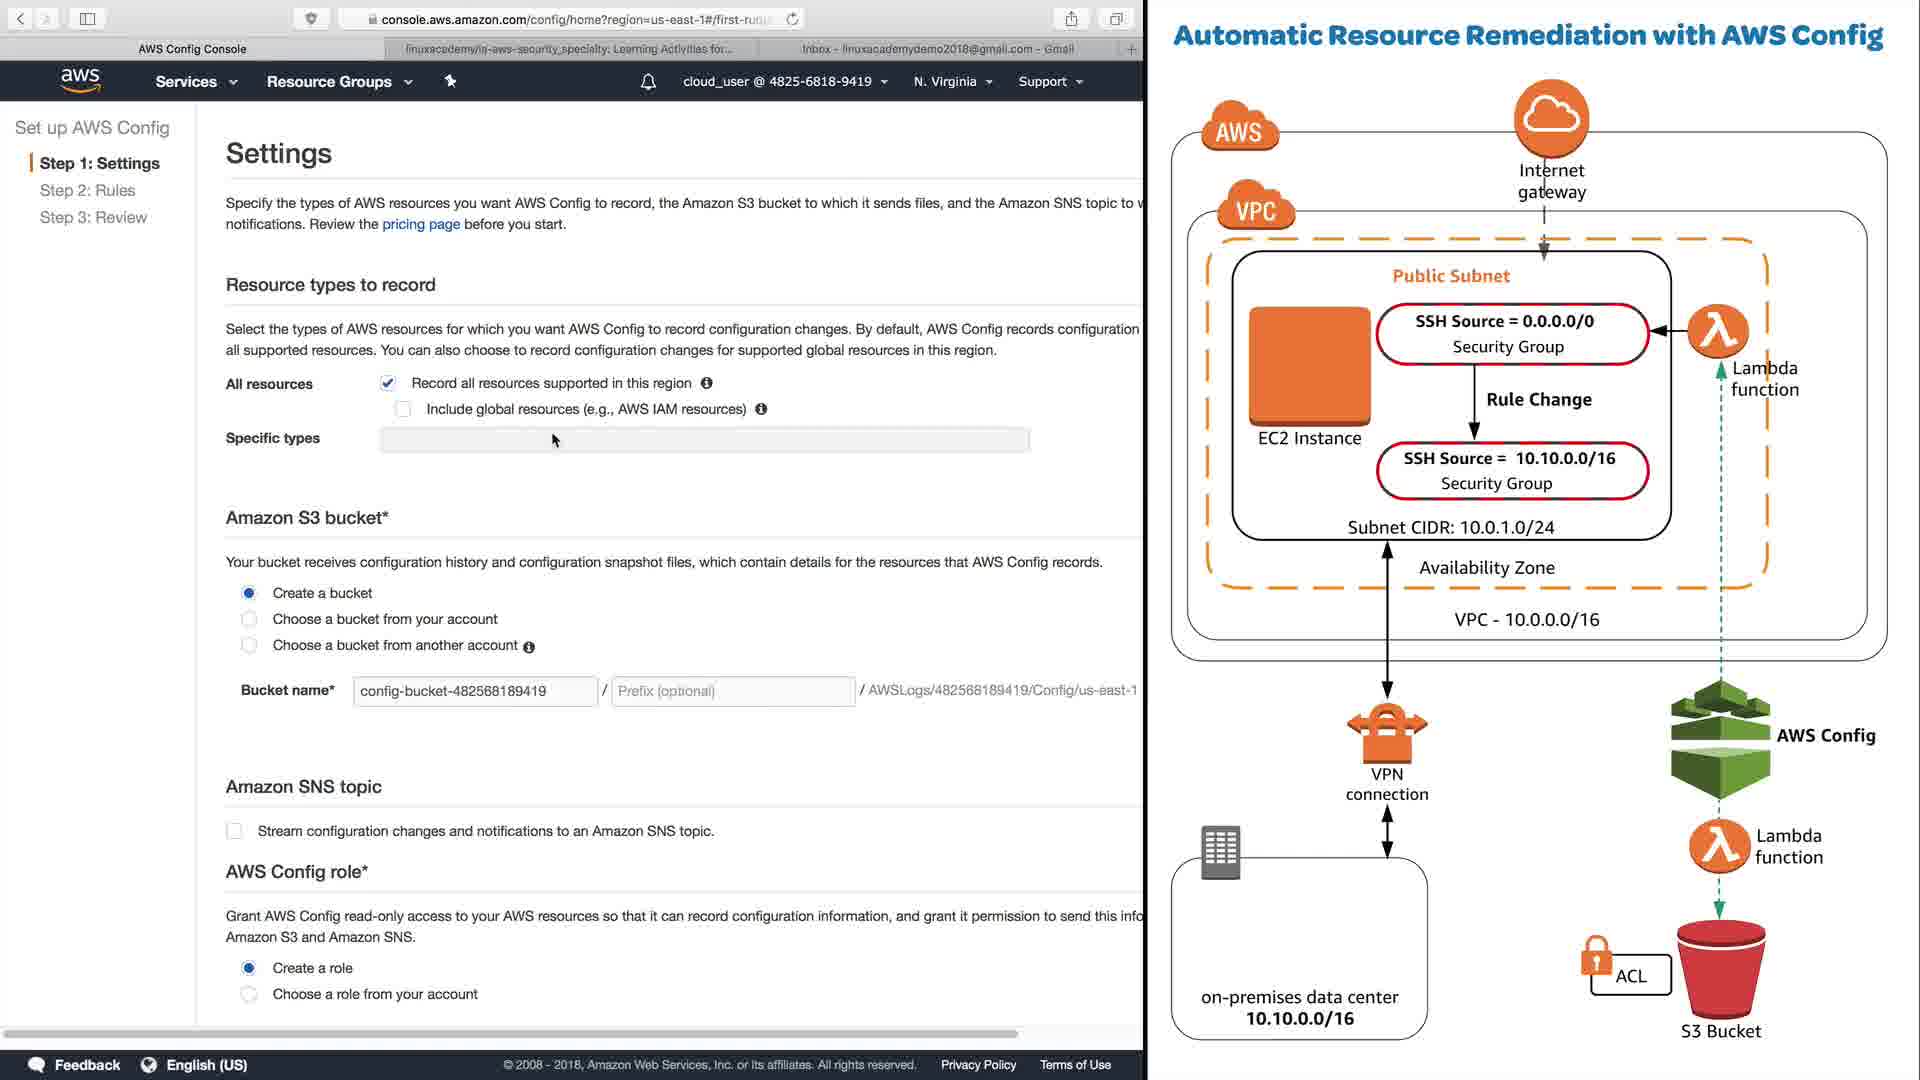 console.aws.amazon.com/config/home?region=us-east-1#/first-run/
AWS Config Console
linuxacademy/la-aws-security_specialty: Learning Activities for...
Inbox - linuxacademydemo2018@gmail.com - Gmail
aws
Services
Resource Groups
cloud_user @ 4825-6818-9419
N. Virginia
Support
Set up AWS Config
Step 1: Settings
Step 2: Rules
Step 3: Review
Settings
Specify the types of AWS resources you want AWS Config to record, the Amazon S3 bucket to which it sends files, and the Amazon SNS topic to w
notifications. Review the pricing page before you start.
Resource types to record
Select the types of AWS resources for which you want AWS Config to record configuration changes. By default, AWS Config records configuration
all supported resources. You can also choose to record configuration changes for supported global resources in this region.
All resources
Record all resources supported in this region
Include global resources (e.g., AWS IAM resources)
Specific types
Amazon S3 bucket*
Your bucket receives configuration history and configuration snapshot files, which contain details for the resources that AWS Config records.
Create a bucket
Choose a bucket from your account
Choose a bucket from another account
Bucket name* config-bucket-482568189419 / Prefix (optional) / AWSLogs/482568189419/Config/us-east-1
Amazon SNS topic
Stream configuration changes and notifications to an Amazon SNS topic.
AWS Config role*
Grant AWS Config read-only access to your AWS resources so that it can record configuration information, and grant it permission to send this info
Amazon S3 and Amazon SNS.
Create a role
Choose a role from your account
Feedback
English (US)
© 2008 - 2018, Amazon Web Services, Inc. or its affiliates. All rights reserved.
Privacy Policy
Terms of Use
Automatic Resource Remediation with AWS Config
AWS
Internet
gateway
VPC
Public Subnet
SSH Source = 0.0.0.0/0
Security Group
Lambda
function
Rule Change
EC2 Instance
SSH Source = 10.10.0.0/16
Security Group
Subnet CIDR: 10.0.1.0/24
Availability Zone
VPC - 10.0.0.0/16
AWS Config
VPN
connection
Lambda
function
ACL
on-premises data center
10.10.0.0/16
S3 Bucket